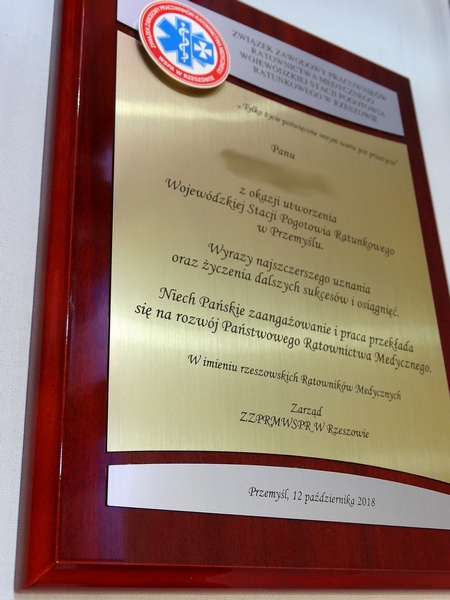 ZWIĄZEK ZAWODOWY PRACOWNIKÓW
RATOWNICTWA MEDYCZNEGO
WOJEWÓDZKIEJ STACJI POGOTOWIA
RATUNKOWEGO W RZESZOWIE
„Tylko życie poświęcone innym warte jest przeżycia"
Panu
z okazji utworzenia
Wojewódzkiej Stacji Pogotowia Ratunkowego
w Przemyślu.
Wyrazy najszczerszego uznania
oraz życzenia dalszych sukcesów i osiągnięć.
Niech Pańskie zaangażowanie i praca przekłada
się na rozwój Państwowego Ratownictwa Medycznego.
W imieniu rzeszowskich Ratowników Medycznych
Zarząd
ZZPRMWSPR W Rzeszowie
Przemyśl, 12 października 2018